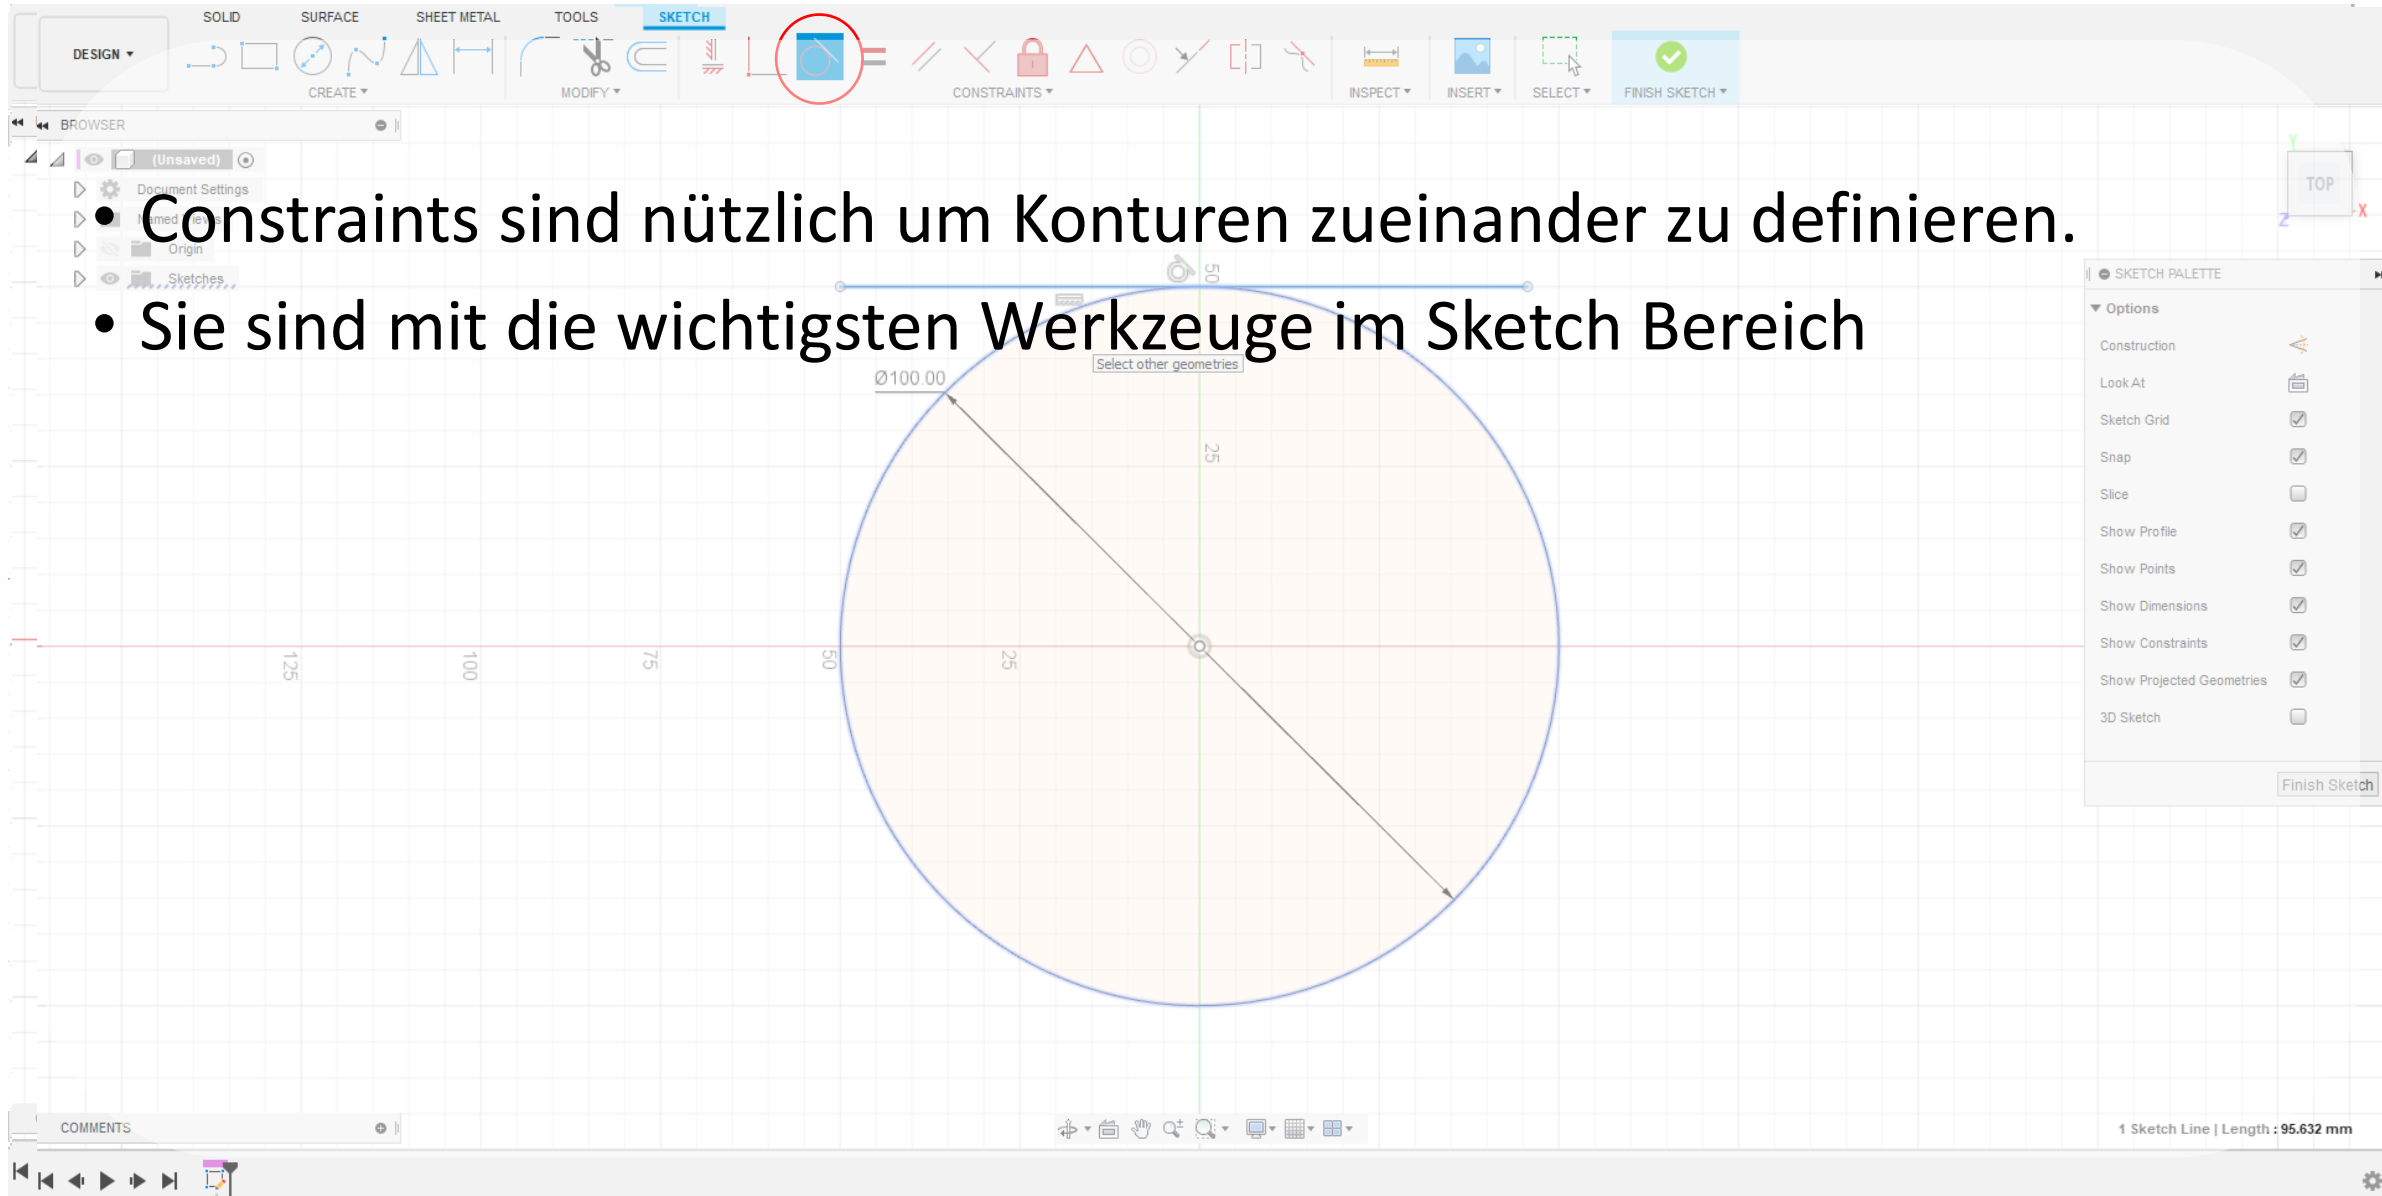 SOLID SURFACE SHEET METAL TOOLS SKETCH
DESIGN
CREATE MODIFY CONSTRAINTS INSPECT INSERT SELECT FINISH SKETCH
BROWSER
(Unsaved)
Document Settings
Named Views
Origin
Sketches
• Constraints sind nützlich um Konturen zueinander zu definieren.
• Sie sind mit die wichtigsten Werkzeuge im Sketch Bereich
TOP
Y
X
Z
50
Select other geometries
Ø100.00
25
125 100 75 50 25
SKETCH PALETTE
Options
Construction
Look At
Sketch Grid
Snap
Slice
Show Profile
Show Points
Show Dimensions
Show Constraints
Show Projected Geometries
3D Sketch
Finish Sketch
COMMENTS
1 Sketch Line | Length : 95.632 mm